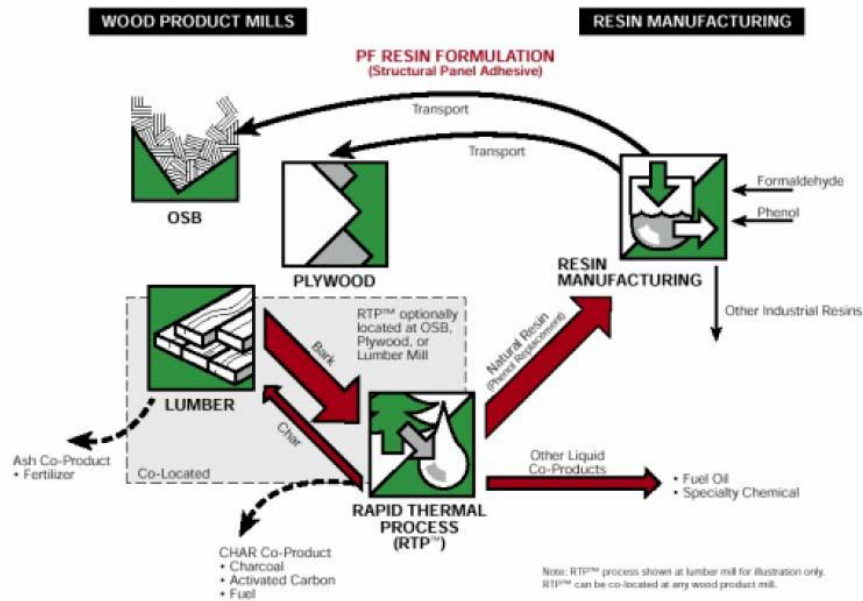 WOOD PRODUCT MILLS
RESIN MANUFACTURING
PF RESIN FORMULATION
(Structural Panel Adhesive)
Transport
Transport
Formaldehyde
Phenol
OSB
PLYWOOD
RESIN
MANUFACTURING
Other Industrial Resins
RTP™ optionally
located at OSB,
Plywood, or
Lumber Mill
Bark
Natural Resin
(Phenol Replacement)
LUMBER
Char
Ash Co-Product
• Fertilizer
Co-Located
Other Liquid
Co-Products
• Fuel Oil
• Specialty Chemical
RAPID THERMAL
PROCESS
(RTP™)
CHAR Co-Product
• Charcoal
• Activated Carbon
• Fuel
Note: RTP™ process shown at lumber mill for illustration only.
RTP™ can be co-located at any wood product mill.